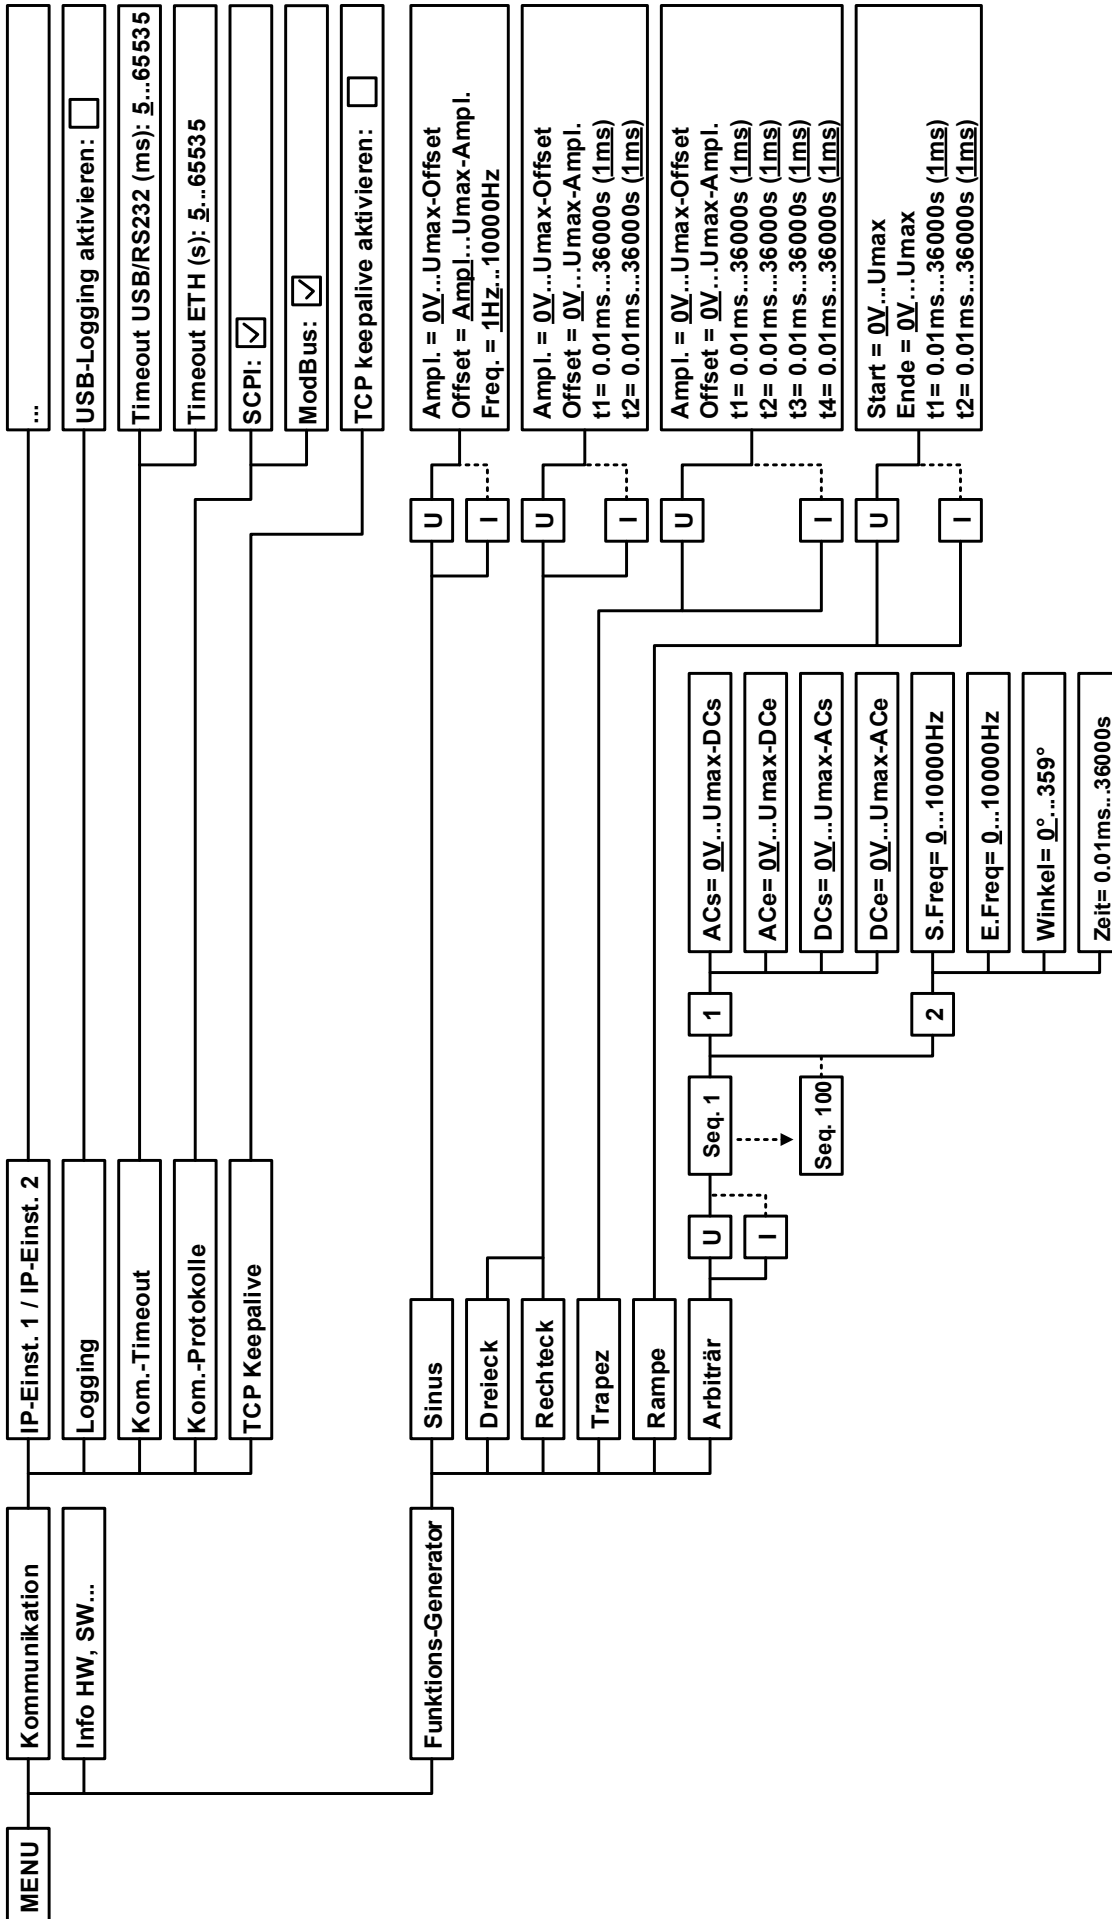 MENU
Kommunikation
IP-Einst. 1 / IP-Einst. 2
...
Logging
USB-Logging aktivieren:
Kom.-Timeout
Timeout USB/RS232 (ms): 5...65535
Timeout ETH (s): 5...65535
Kom.-Protokolle
SCPI:
ModBus:
TCP Keepalive
TCP keepalive aktivieren:
Info HW, SW...
Funktions-Generator
Sinus
U
I
Ampl. = 0V...Umax-Offset
Offset = Ampl...Umax-Ampl.
Freq. = 1Hz...10000Hz
Dreieck
Rechteck
U
I
Ampl. = 0V...Umax-Offset
Offset = 0V...Umax-Ampl.
t1= 0.01ms...36000s (1ms)
t2= 0.01ms...36000s (1ms)
Trapez
U
I
Ampl. = 0V...Umax-Offset
Offset = 0V...Umax-Ampl.
t1= 0.01ms...36000s (1ms)
t2= 0.01ms...36000s (1ms)
t3= 0.01ms...36000s (1ms)
t4= 0.01ms...36000s (1ms)
Rampe
U
I
Start = 0V...Umax
Ende = 0V...Umax
t1= 0.01ms...36000s (1ms)
t2= 0.01ms...36000s (1ms)
Arbiträr
U
I
Seq. 1
Seq. 100
1
ACs= 0V...Umax-DCs
ACe= 0V...Umax-DCe
DCs= 0V...Umax-ACs
DCe= 0V...Umax-ACe
2
S.Freq= 0...10000Hz
E.Freq= 0...10000Hz
Winkel= 0°...359°
Zeit= 0.01ms...36000s